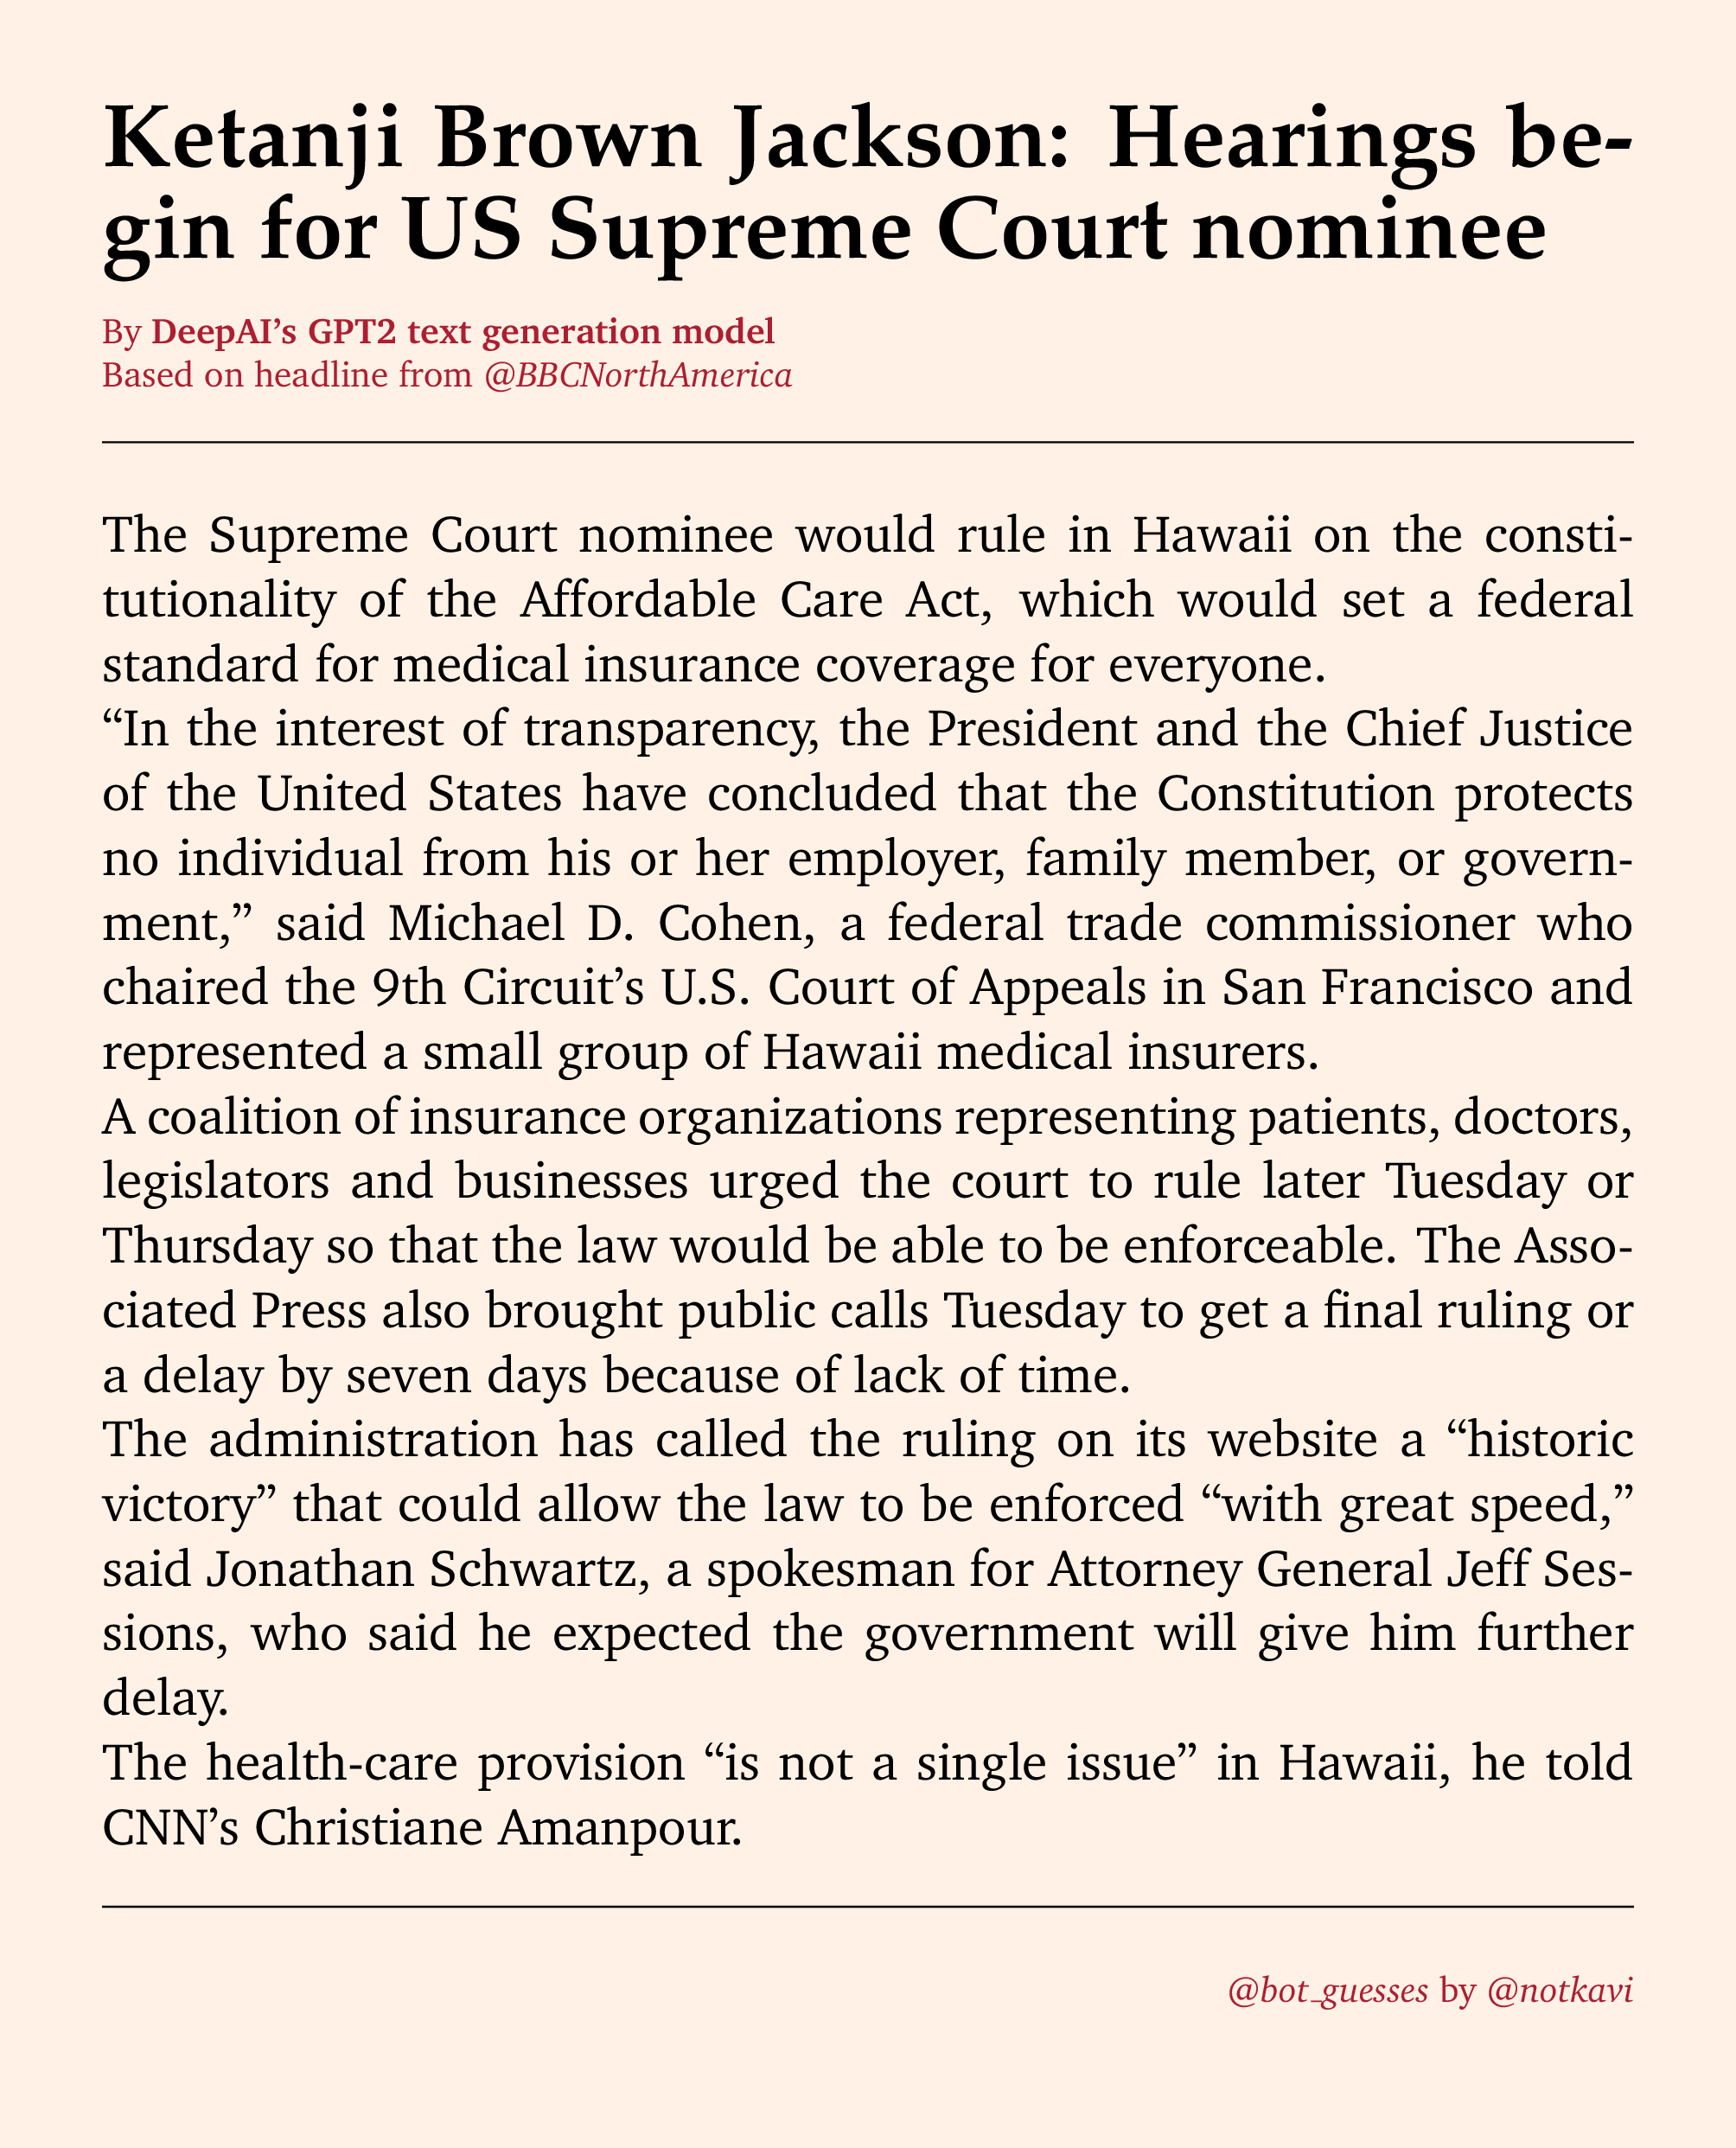 Ketanji Brown Jackson: Hearings be-
gin for US Supreme Court nominee
By DeepAI’s GPT2 text generation model
Based on headline from @BBCNorthAmerica
The Supreme Court nominee would rule in Hawaii on the consti-
tutionality of the Affordable Care Act, which would set a federal
standard for medical insurance coverage for everyone.
“In the interest of transparency, the President and the Chief Justice
of the United States have concluded that the Constitution protects
no individual from his or her employer, family member, or govern-
ment,” said Michael D. Cohen, a federal trade commissioner who
chaired the 9th Circuit’s U.S. Court of Appeals in San Francisco and
represented a small group of Hawaii medical insurers.
A coalition of insurance organizations representing patients, doctors,
legislators and businesses urged the court to rule later Tuesday or
Thursday so that the law would be able to be enforceable. The Asso-
ciated Press also brought public calls Tuesday to get a final ruling or
a delay by seven days because of lack of time.
The administration has called the ruling on its website a “historic
victory” that could allow the law to be enforced “with great speed,”
said Jonathan Schwartz, a spokesman for Attorney General Jeff Ses-
sions, who said he expected the government will give him further
delay.
The health-care provision “is not a single issue” in Hawaii, he told
CNN’s Christiane Amanpour.
@bot_guesses by @notkavi